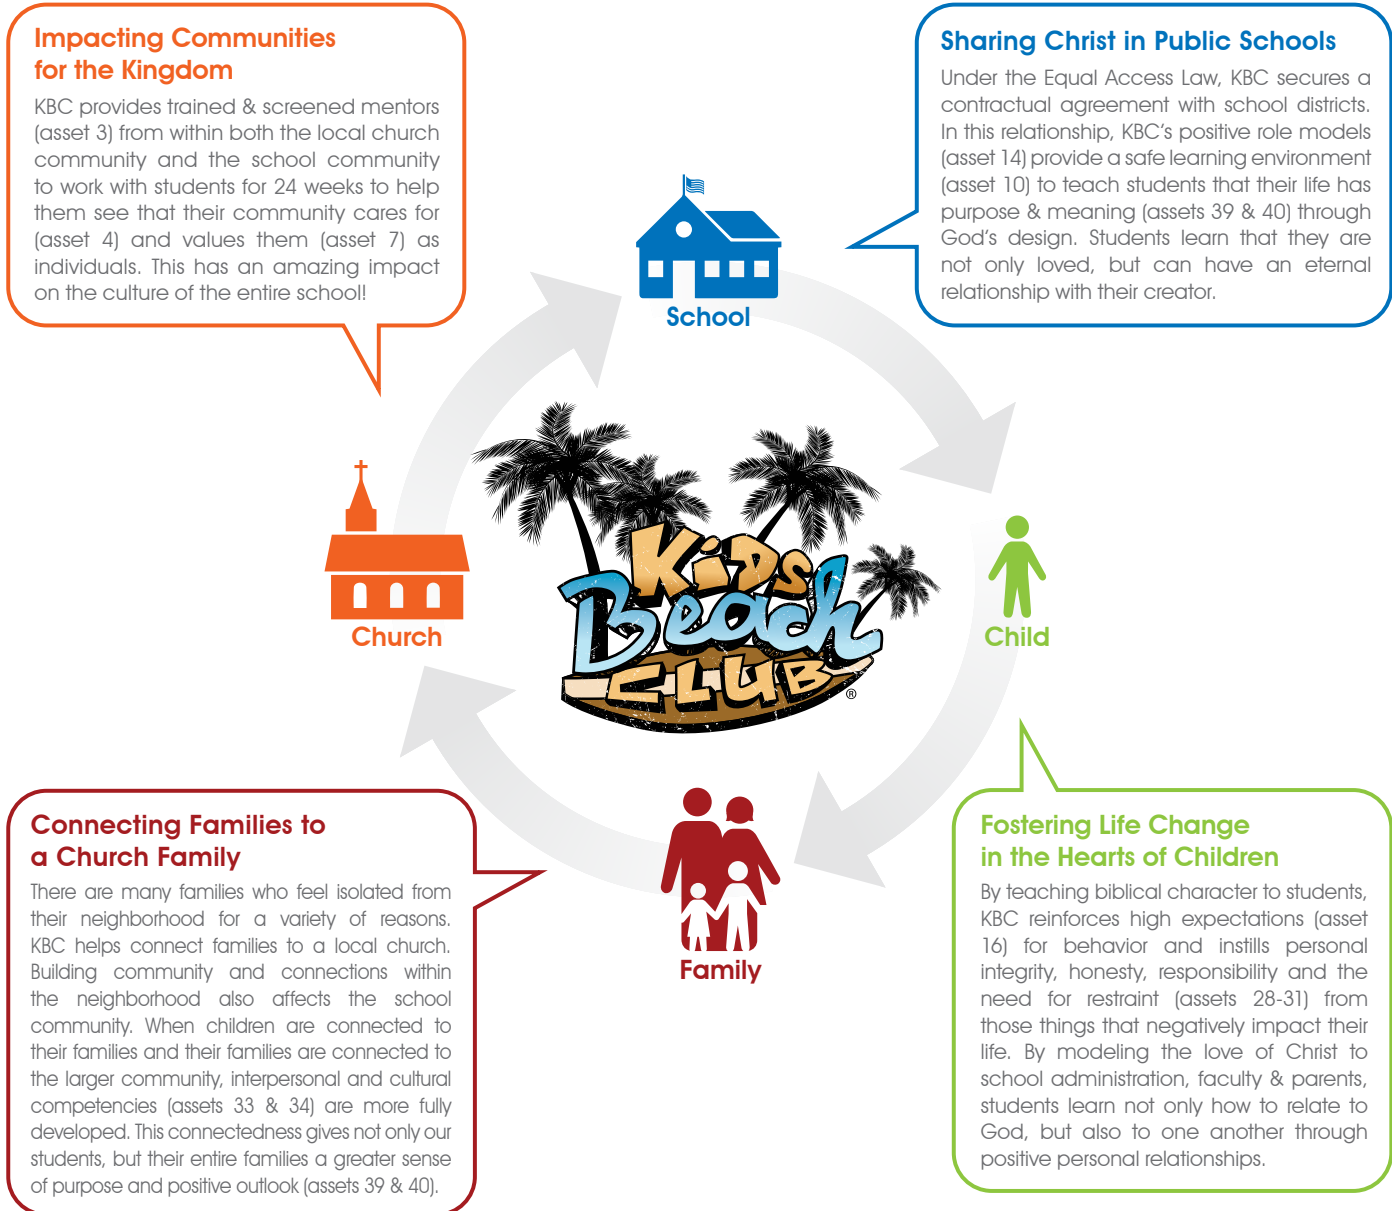 Impacting Communities
for the Kingdom
KBC provides trained & screened mentors
(asset 3) from within both the local church
community and the school community
to work with students for 24 weeks to help
them see that their community cares for
(asset 4) and values them (asset 7) as
individuals. This has an amazing impact
on the culture of the entire school!
Sharing Christ in Public Schools
Under the Equal Access Law, KBC secures a
contractual agreement with school districts.
In this relationship, KBC's positive role models
(asset 14) provide a safe learning environment
(asset 10) to teach students that their life has
purpose & meaning (assets 39 & 40) through
God's design. Students learn that they are
not only loved, but can have an eternal
relationship with their creator.
School
Church
Kids
Beach
CLUB®
Child
Family
Connecting Families to
a Church Family
There are many families who feel isolated from
their neighborhood for a variety of reasons.
KBC helps connect families to a local church.
Building community and connections within
the neighborhood also affects the school
community. When children are connected to
their families and their families are connected to
the larger community, interpersonal and cultural
competencies (assets 33 & 34) are more fully
developed. This connectedness gives not only our
students, but their entire families a greater sense
of purpose and positive outlook (assets 39 & 40).
Fostering Life Change
in the Hearts of Children
By teaching biblical character to students,
KBC reinforces high expectations (asset
16) for behavior and instills personal
integrity, honesty, responsibility and the
need for restraint (assets 28-31) from
those things that negatively impact their
life. By modeling the love of Christ to
school administration, faculty & parents,
students learn not only how to relate to
God, but also to one another through
positive personal relationships.